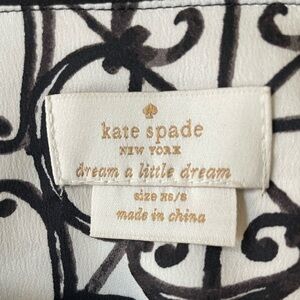 kate spade
NEW YORK
dream a little dream
size xs/s
made in china